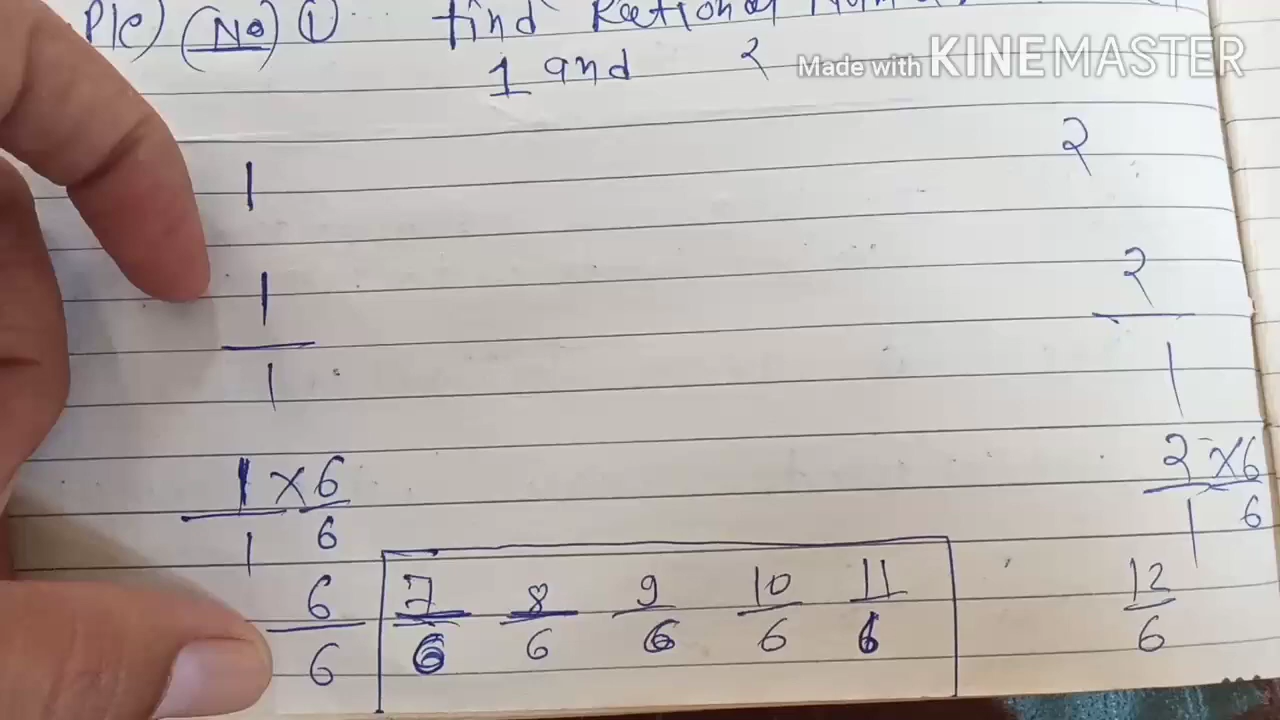 P(c) (No) ① find Rational
1 and 2
Made with KINEMASTER
1 2
1/1 2/1
1/1 × 6/6 2/1 × 6/6
6/6 7/6 8/6 9/6 10/6 11/6 12/6